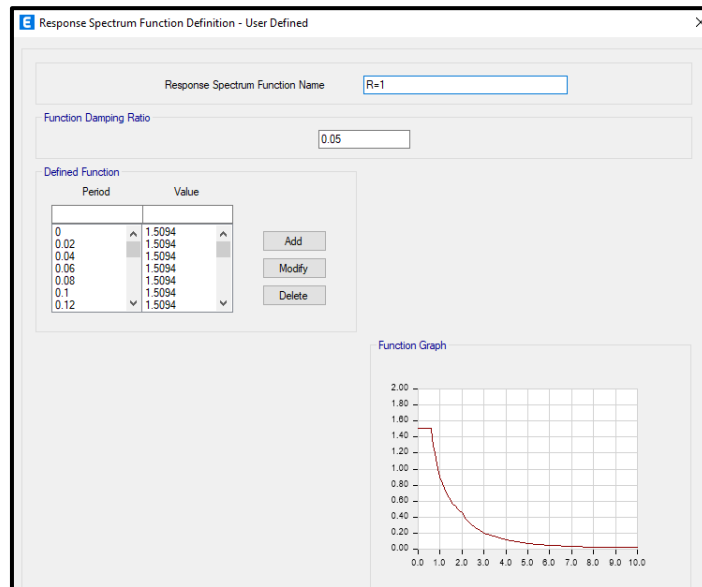 E Response Spectrum Function Definition - User Defined
Response Spectrum Function Name R=1
Function Damping Ratio
0.05
Defined Function
Period Value
0 1.5094
0.02 1.5094
0.04 1.5094
0.06 1.5094
0.08 1.5094
0.1 1.5094
0.12 1.5094
Add
Modify
Delete
Function Graph
2.00
1.80
1.60
1.40
1.20
1.00
0.80
0.60
0.40
0.20
0.00
0.0 1.0 2.0 3.0 4.0 5.0 6.0 7.0 8.0 9.0 10.0